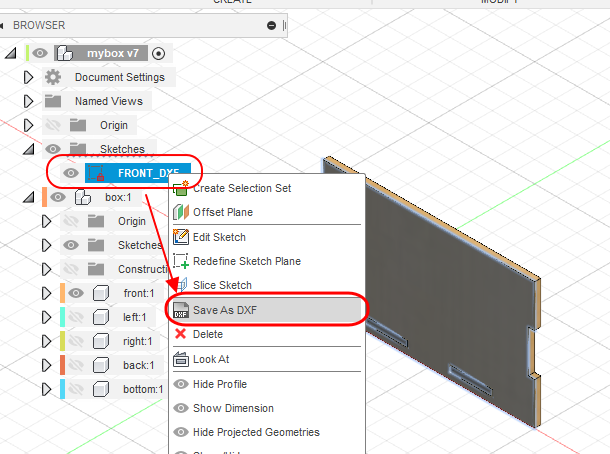 CREATE
MODIFY
BROWSER
mybox v7
Document Settings
Named Views
Origin
Sketches
FRONT_DXF
box:1
Origin
Sketches
front:1
left:1
right:1
back:1
bottom:1
Create Selection Set
Offset Plane
Edit Sketch
Redefine Sketch Plane
Slice Sketch
DXF
Save As DXF
Delete
Look At
Hide Profile
Show Dimension
Hide Projected Geometries